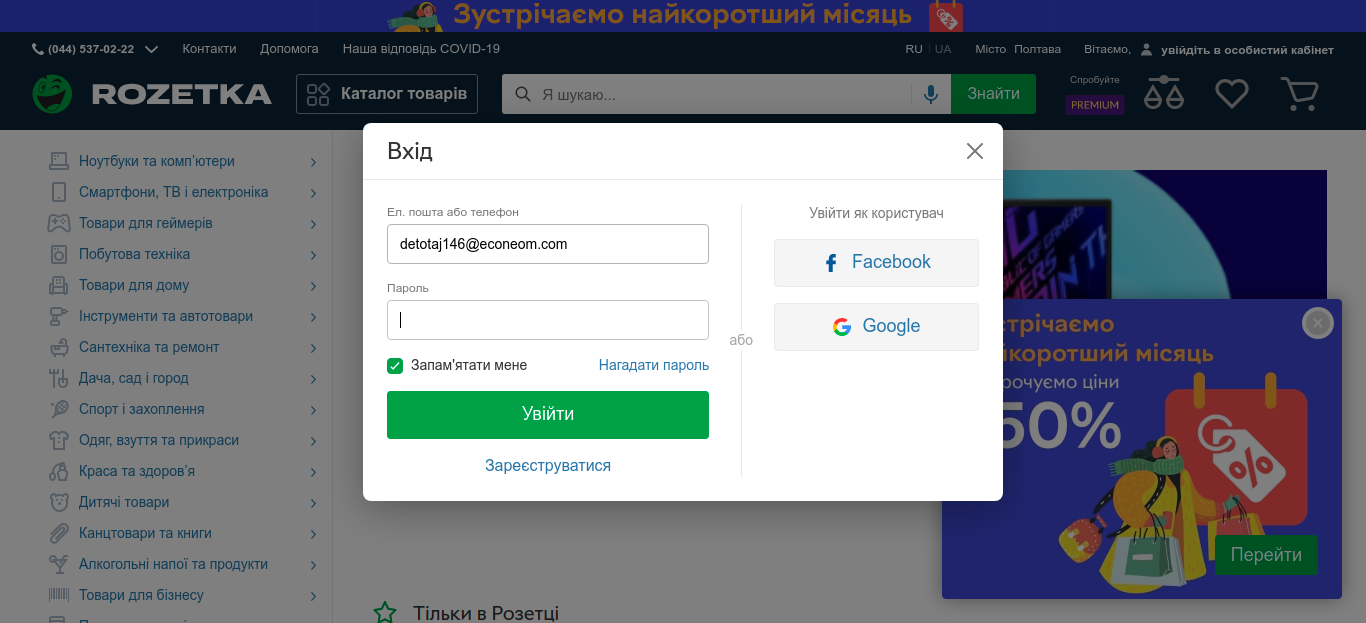 Зустрічаємо найкоротший місяць
(044) 537-02-22 Контакти Допомога Наша відповідь COVID-19 RU | UA Місто Полтава Вітаємо, увійдіть в особистий кабінет
ROZETKA Каталог товарів Я шукаю... Знайти Спробуйте PREMIUM
Вхід
Ноутбуки та комп'ютери
Смартфони, ТВ і електроніка
Товари для геймерів
Побутова техніка
Товари для дому
Інструменти та автотовари
Сантехніка та ремонт
Дача, сад і город
Спорт і захоплення
Одяг, взуття та прикраси
Краса та здоров'я
Дитячі товари
Канцтовари та книги
Алкогольні напої та продукти
Товари для бізнесу
Ел. пошта або телефон
detotaj146@econeom.com
Пароль
Запам'ятати мене Нагадати пароль
Увійти
Зареєструватися
або
Увійти як користувач
Facebook
Google
стрічаємо
йкоротший місяць
рочуємо ціни
50%
%
Перейти
Тільки в Розетці